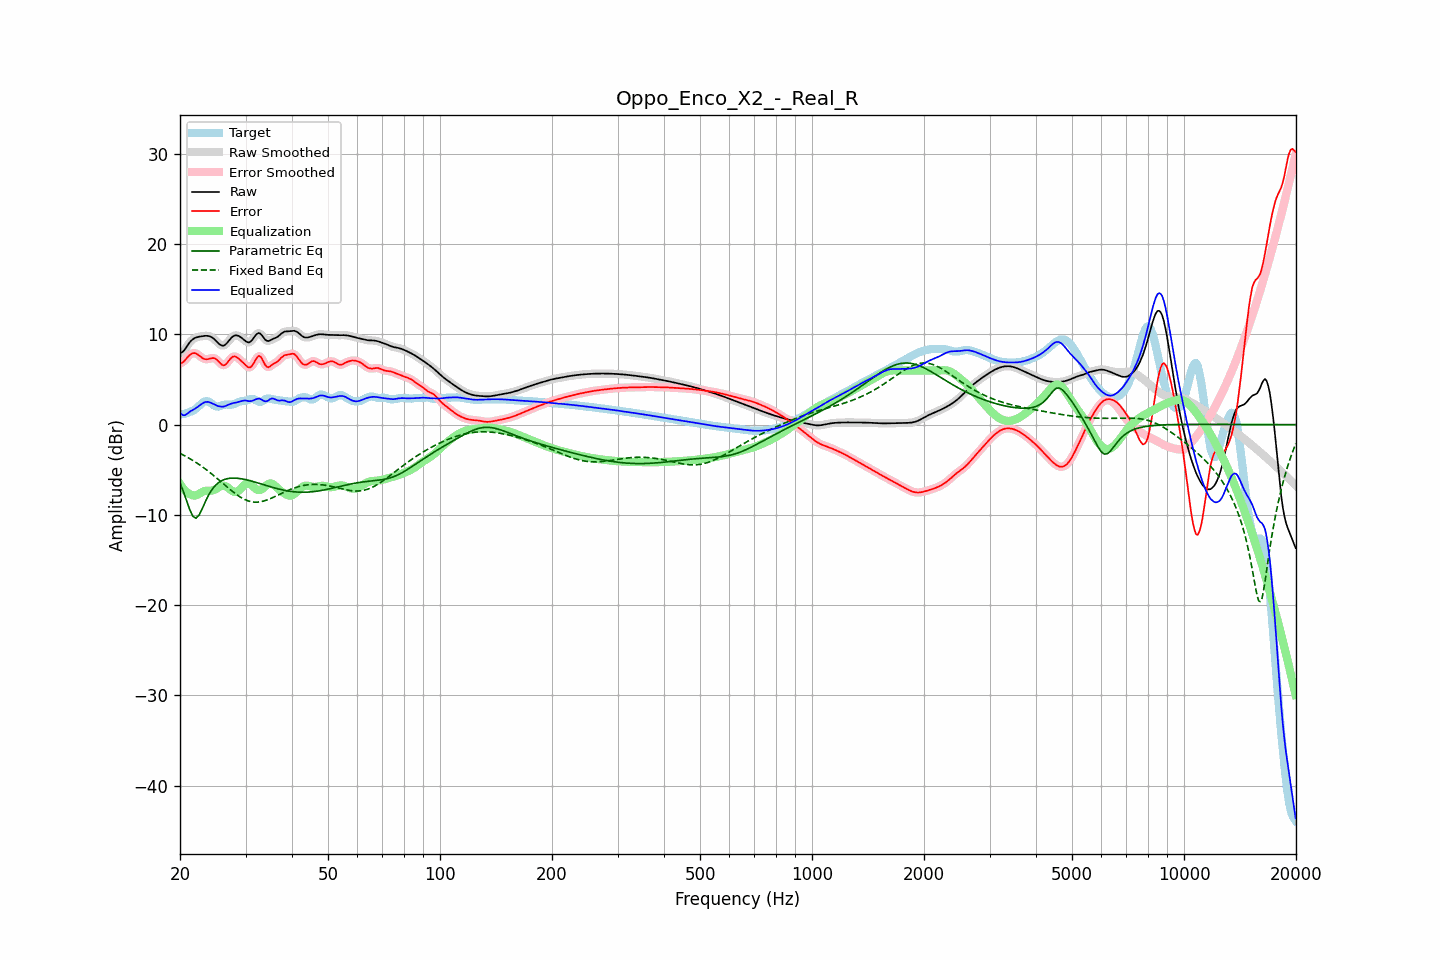 Oppo_Enco_X2_-_Real_R
Target
Raw Smoothed
Error Smoothed
Raw
Error
Equalization
Parametric Eq
Fixed Band Eq
Equalized
Amplitude (dBr)
30
20
10
0
−10
−20
−30
−40
20
50
100
200
500
1000
2000
5000
10000
20000
Frequency (Hz)